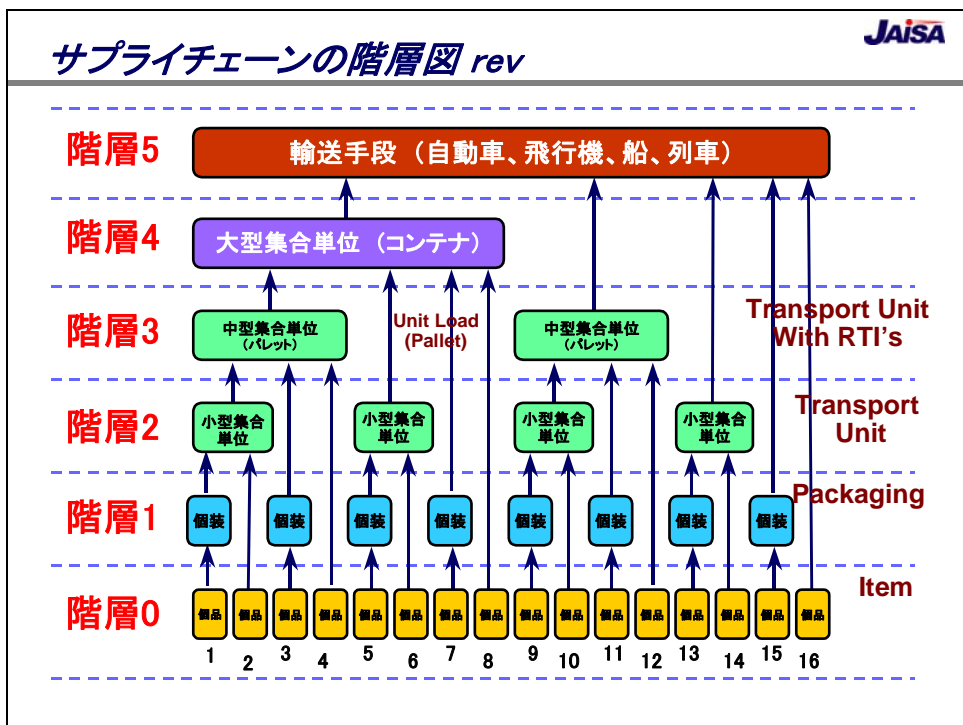 JAISA
サプライチェーンの階層図 rev
階層5
輸送手段 (自動車、飛行機、船、列車)
階層4
大型集合単位 (コンテナ)
階層3
中型集合単位
(パレット)
Unit Load
(Pallet)
中型集合単位
(パレット)
Transport Unit
With RTI's
階層2
小型集合
単位
小型集合
単位
小型集合
単位
小型集合
単位
Transport
Unit
階層1
個装 個装 個装 個装 個装 個装 個装 個装
Packaging
階層0
個品 個品 個品 個品 個品 個品 個品 個品 個品 個品 個品 個品 個品 個品 個品 個品
Item
1 2 3 4 5 6 7 8 9 10 11 12 13 14 15 16